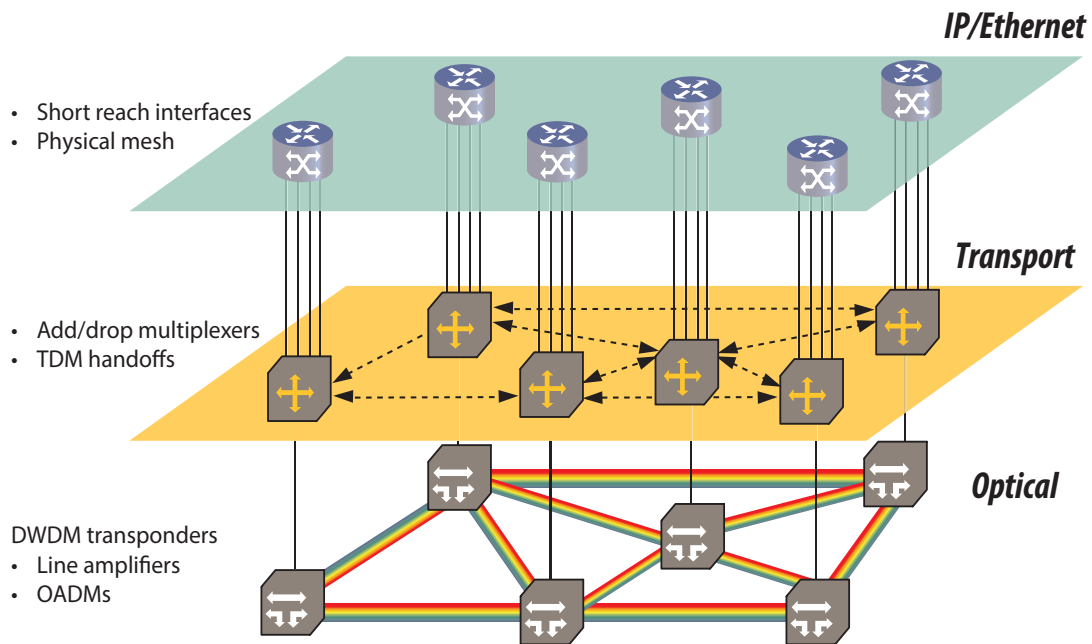 IP/Ethernet
• Short reach interfaces
• Physical mesh
Transport
• Add/drop multiplexers
• TDM handoffs
Optical
DWDM transponders
• Line amplifiers
• OADMs